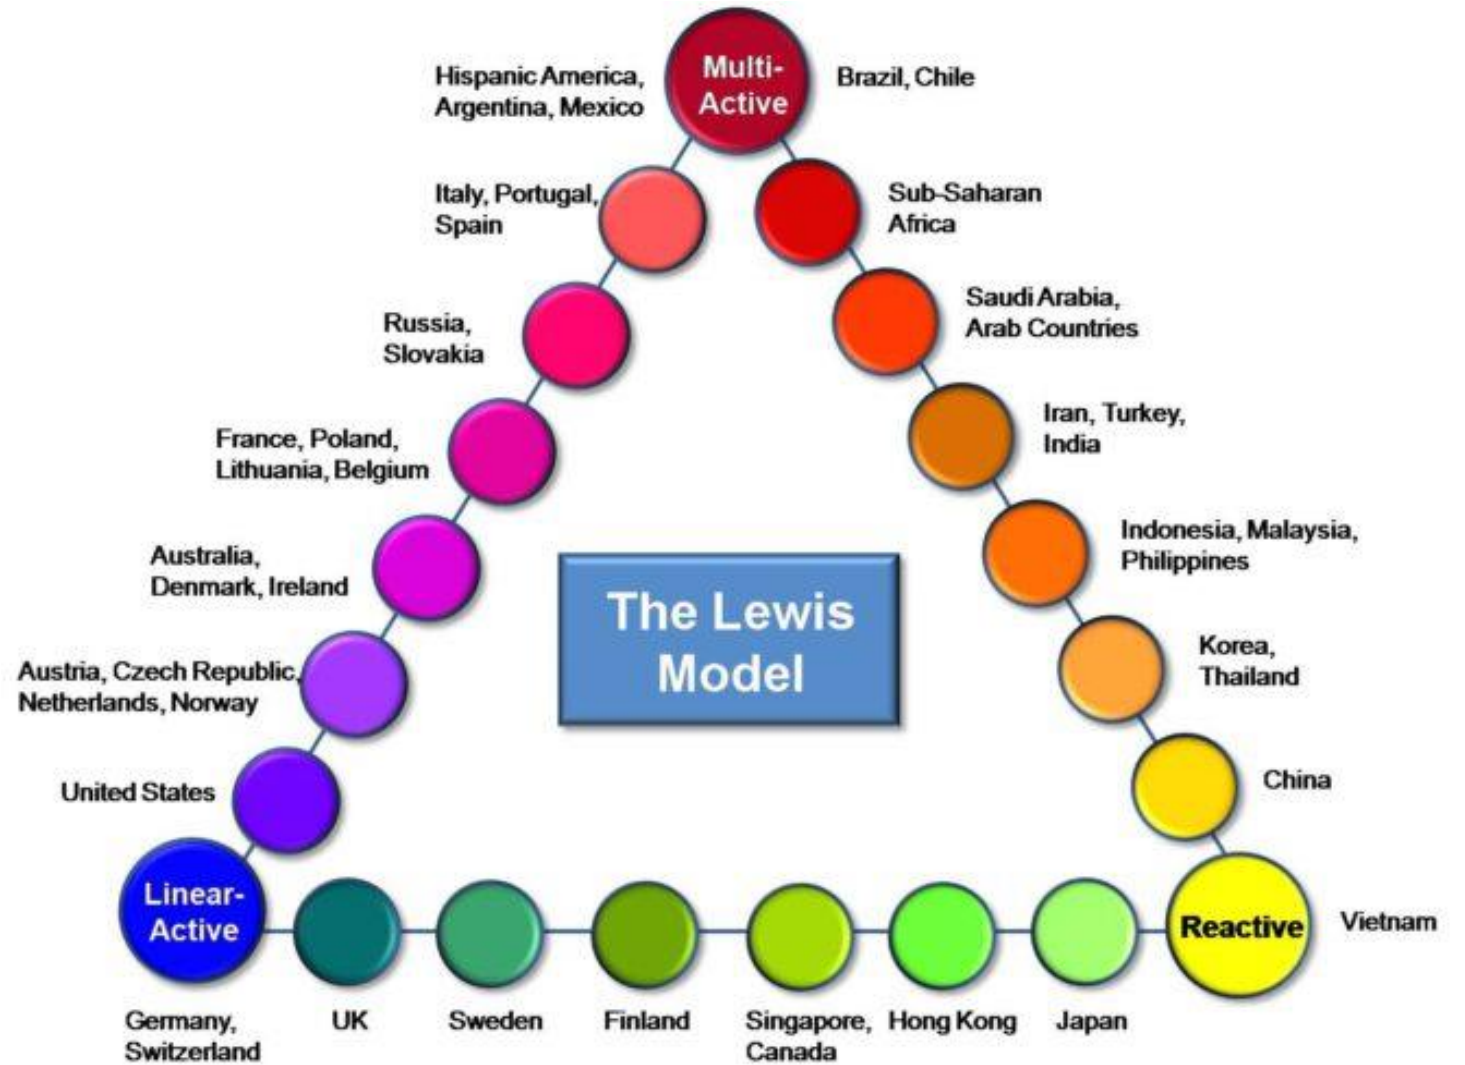 Multi-
Active
Hispanic America,
Argentina, Mexico
Brazil, Chile
Italy, Portugal,
Spain
Sub-Saharan
Africa
Russia,
Slovakia
Saudi Arabia,
Arab Countries
France, Poland,
Lithuania, Belgium
Iran, Turkey,
India
Australia,
Denmark, Ireland
Indonesia, Malaysia,
Philippines
The Lewis
Model
Austria, Czech Republic,
Netherlands, Norway
Korea,
Thailand
United States
China
Linear-
Active
Reactive
Vietnam
Germany,
Switzerland
UK
Sweden
Finland
Singapore,
Canada
Hong Kong
Japan